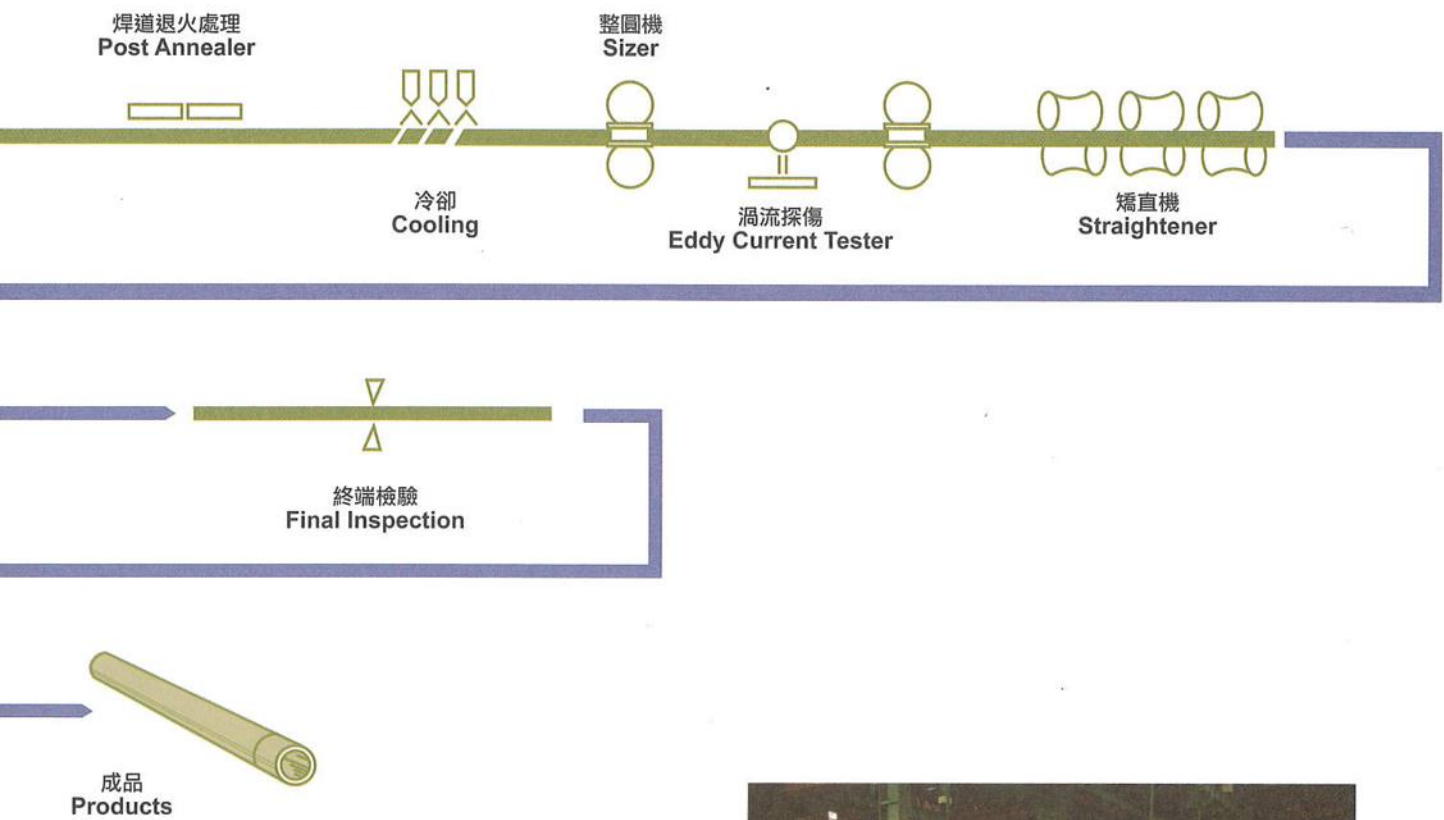 焊道退火處理
Post Annealer
整圓機
Sizer
冷卻
Cooling
渦流探傷
Eddy Current Tester
矯直機
Straightener
終端檢驗
Final Inspection
成品
Products